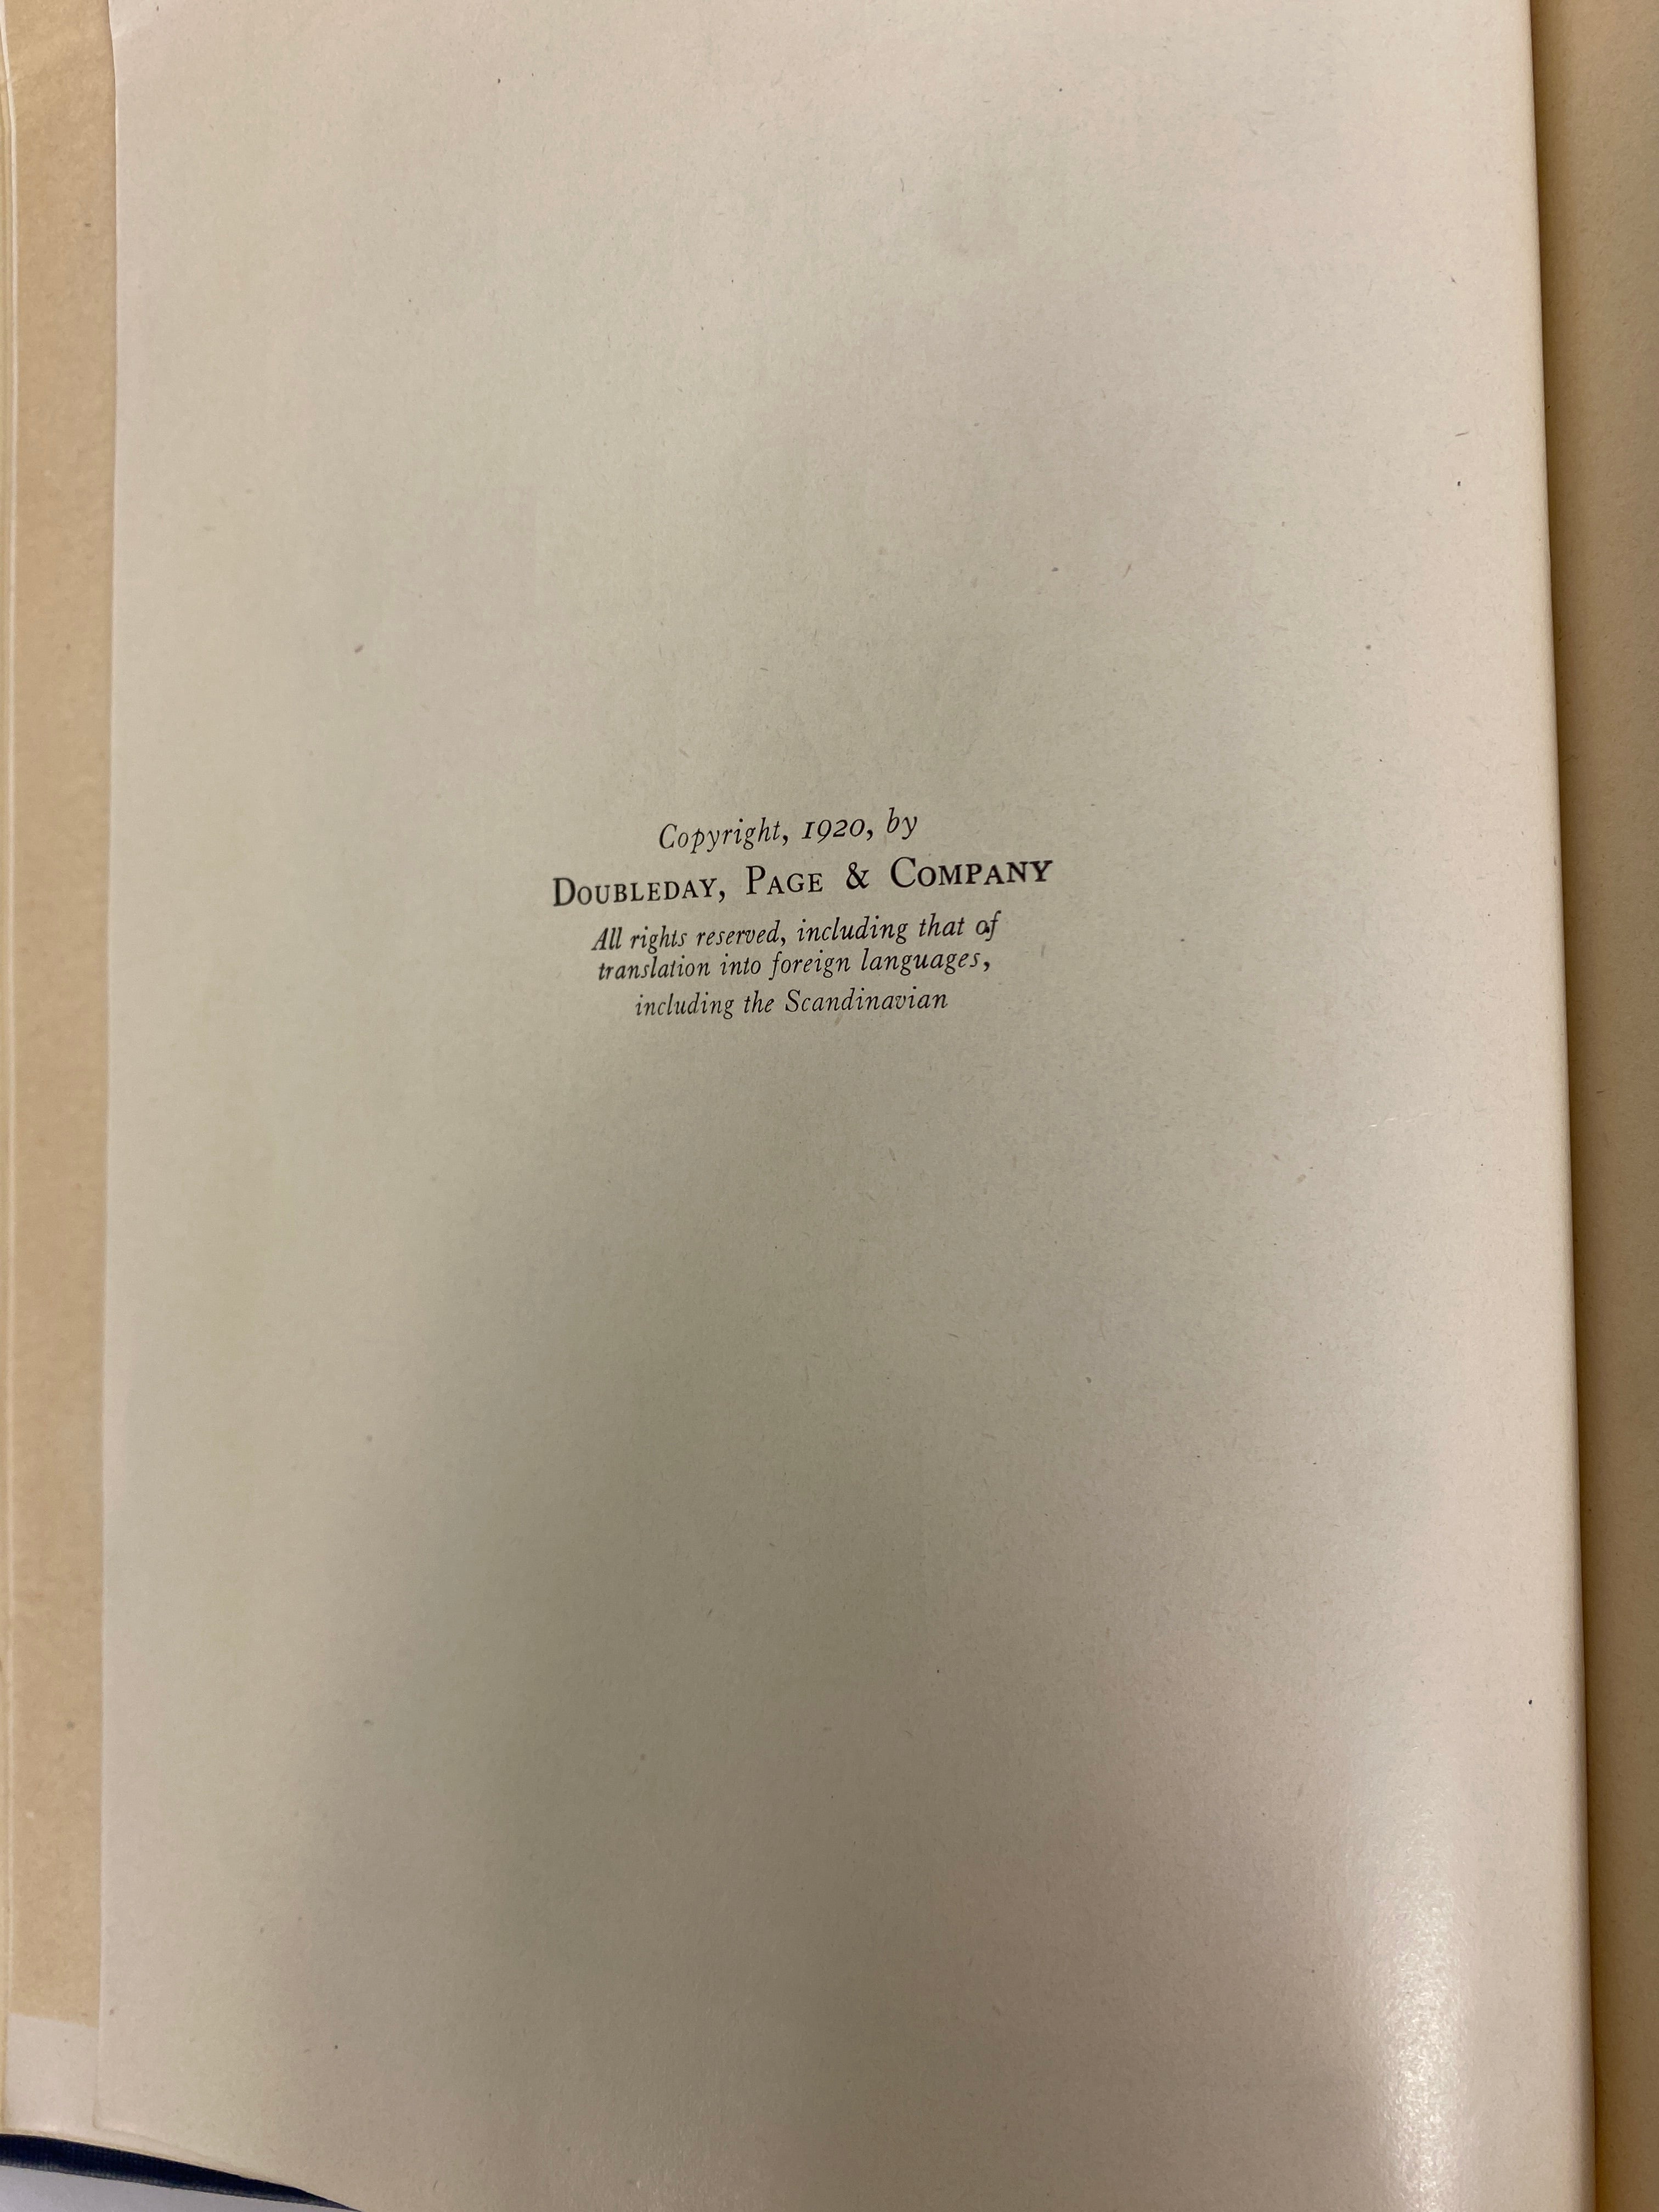 Copyright, 1920, by
DOUBLEDAY, PAGE & COMPANY
All rights reserved, including that of
translation into foreign languages,
including the Scandinavian